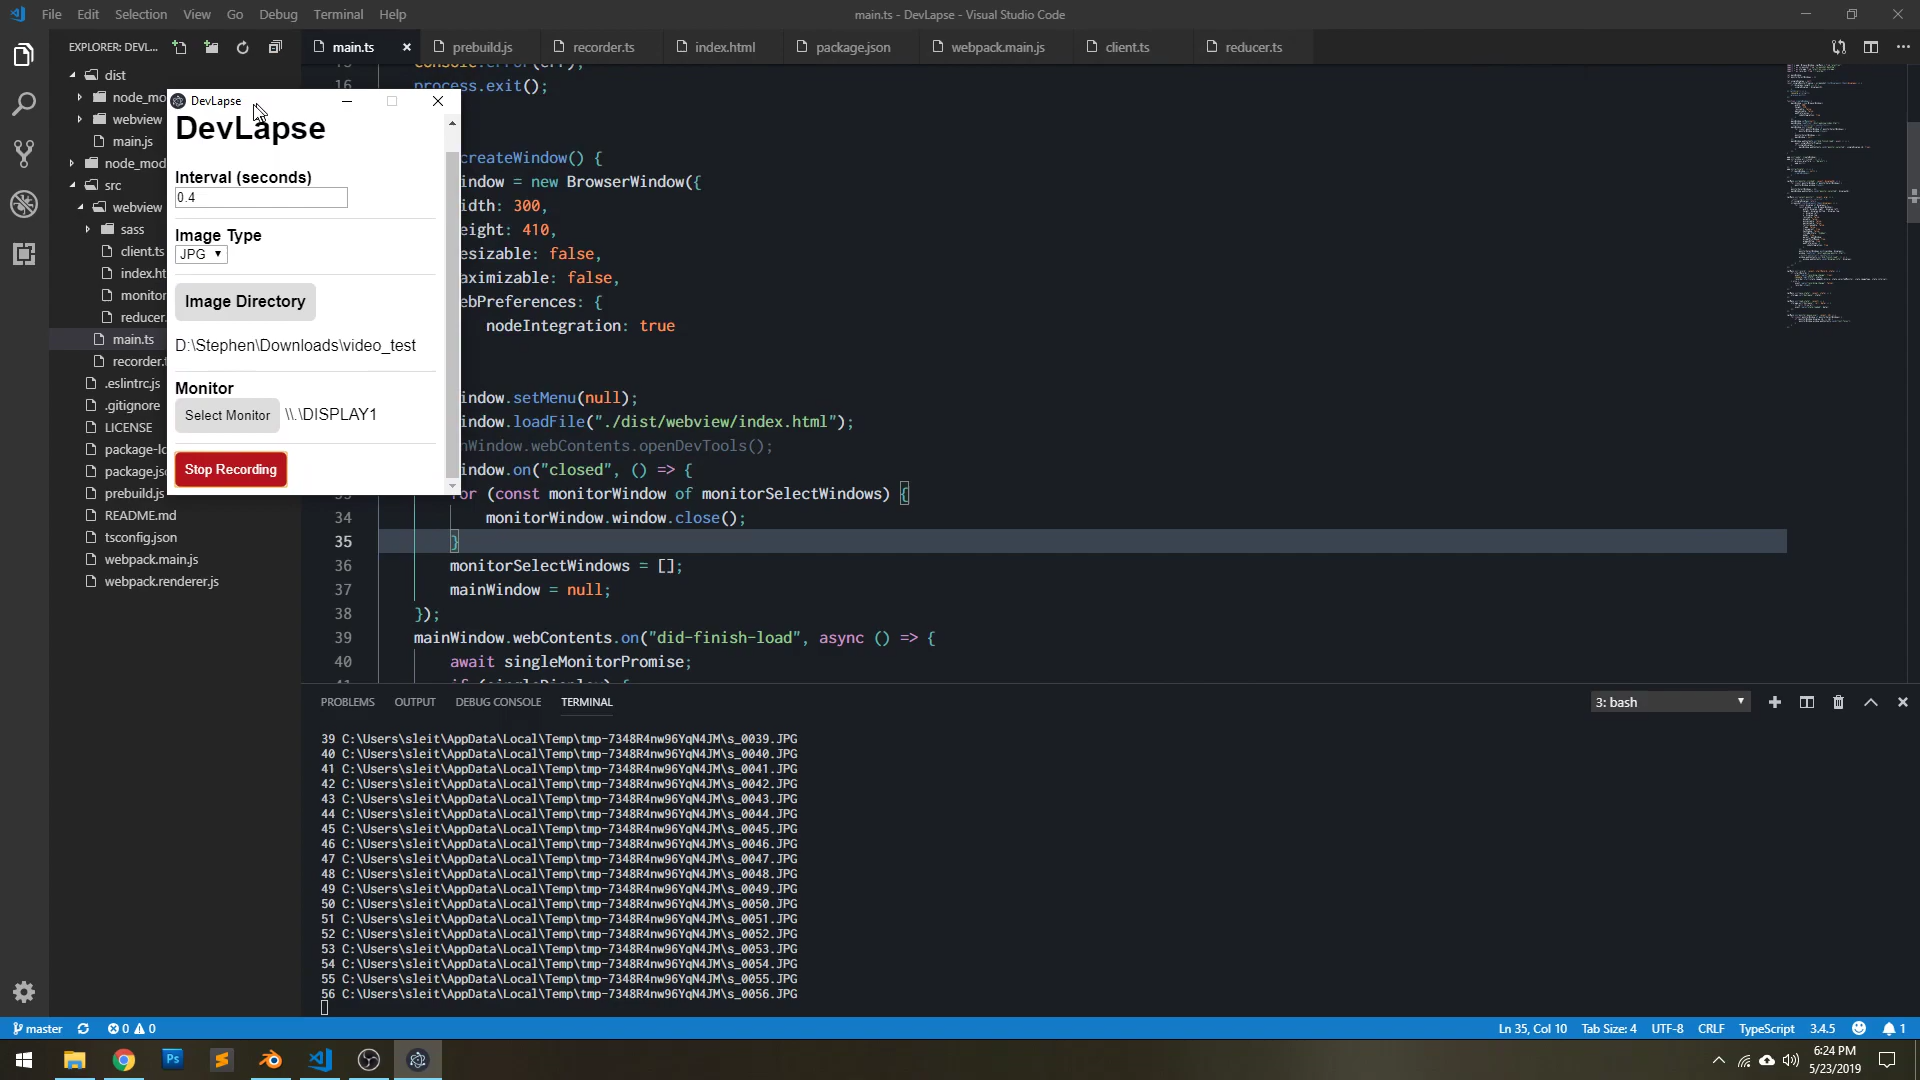 File Edit Selection View Go Debug Terminal Help
main.ts - DevLapse - Visual Studio Code
EXPLORER: DEVL...
main.ts
prebuild.js
recorder.ts
index.html
package.json
webpack.main.js
client.ts
reducer.ts
dist
node_mo
webview
main.js
node_mod
src
webview
sass
client.ts
index.ht
monitor
reducer.
main.ts
recorder.
.eslintrc.js
.gitignore
LICENSE
package-lo
package.jso
prebuild.js
README.md
tsconfig.json
webpack.main.js
webpack.renderer.js
DevLapse
DevLapse
Interval (seconds)
0.4
Image Type
JPG
Image Directory
D:\Stephen\Downloads\video_test
Monitor
Select Monitor \\.\DISPLAY1
Stop Recording
console.error(err);
16 process.exit();
createWindow() {
indow = new BrowserWindow({
idth: 300,
eight: 410,
esizable: false,
aximizable: false,
ebPreferences: {
nodeIntegration: true
indow.setMenu(null);
indow.loadFile("./dist/webview/index.html");
nWindow.webContents.openDevTools();
indow.on("closed", () => {
for (const monitorWindow of monitorSelectWindows) {
34 monitorWindow.window.close();
35 }
36 monitorSelectWindows = [];
37 mainWindow = null;
38 });
39 mainWindow.webContents.on("did-finish-load", async () => {
40 await singleMonitorPromise;
41 if (singleDisplay) {
PROBLEMS OUTPUT DEBUG CONSOLE TERMINAL
3: bash
39 C:\Users\sleit\AppData\Local\Temp\tmp-7348R4nw96YqN4JM\s_0039.JPG
40 C:\Users\sleit\AppData\Local\Temp\tmp-7348R4nw96YqN4JM\s_0040.JPG
41 C:\Users\sleit\AppData\Local\Temp\tmp-7348R4nw96YqN4JM\s_0041.JPG
42 C:\Users\sleit\AppData\Local\Temp\tmp-7348R4nw96YqN4JM\s_0042.JPG
43 C:\Users\sleit\AppData\Local\Temp\tmp-7348R4nw96YqN4JM\s_0043.JPG
44 C:\Users\sleit\AppData\Local\Temp\tmp-7348R4nw96YqN4JM\s_0044.JPG
45 C:\Users\sleit\AppData\Local\Temp\tmp-7348R4nw96YqN4JM\s_0045.JPG
46 C:\Users\sleit\AppData\Local\Temp\tmp-7348R4nw96YqN4JM\s_0046.JPG
47 C:\Users\sleit\AppData\Local\Temp\tmp-7348R4nw96YqN4JM\s_0047.JPG
48 C:\Users\sleit\AppData\Local\Temp\tmp-7348R4nw96YqN4JM\s_0048.JPG
49 C:\Users\sleit\AppData\Local\Temp\tmp-7348R4nw96YqN4JM\s_0049.JPG
50 C:\Users\sleit\AppData\Local\Temp\tmp-7348R4nw96YqN4JM\s_0050.JPG
51 C:\Users\sleit\AppData\Local\Temp\tmp-7348R4nw96YqN4JM\s_0051.JPG
52 C:\Users\sleit\AppData\Local\Temp\tmp-7348R4nw96YqN4JM\s_0052.JPG
53 C:\Users\sleit\AppData\Local\Temp\tmp-7348R4nw96YqN4JM\s_0053.JPG
54 C:\Users\sleit\AppData\Local\Temp\tmp-7348R4nw96YqN4JM\s_0054.JPG
55 C:\Users\sleit\AppData\Local\Temp\tmp-7348R4nw96YqN4JM\s_0055.JPG
56 C:\Users\sleit\AppData\Local\Temp\tmp-7348R4nw96YqN4JM\s_0056.JPG
master 0 0
Ln 35, Col 10 Tab Size: 4 UTF-8 CRLF TypeScript 3.4.5 1
Ps
6:24 PM
5/23/2019